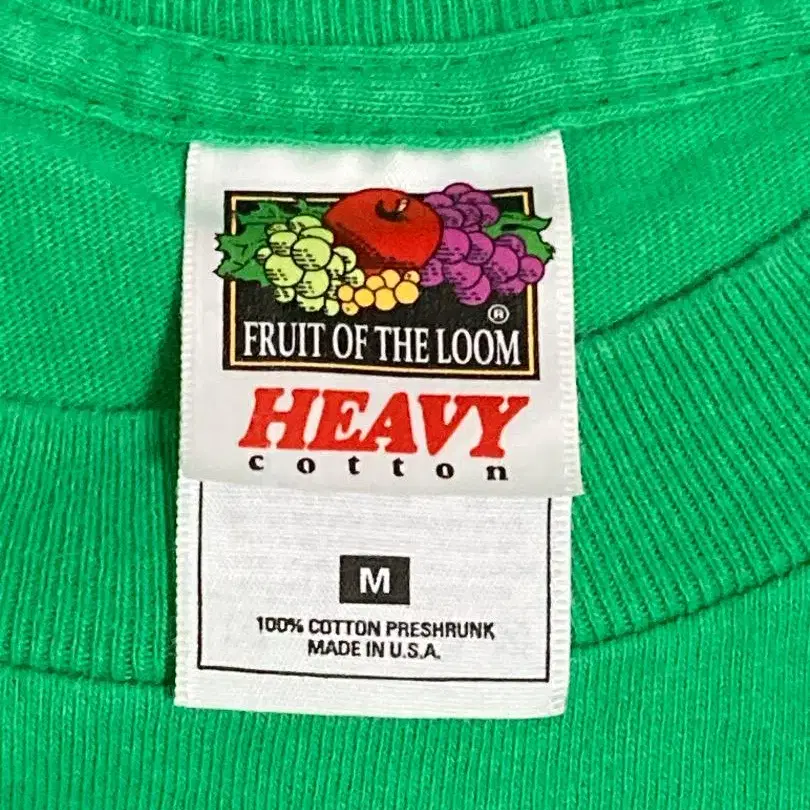 ®
FRUIT OF THE LOOM
HEAVY
cotton
M
100% COTTON PRESHRUNK
MADE IN U.S.A.